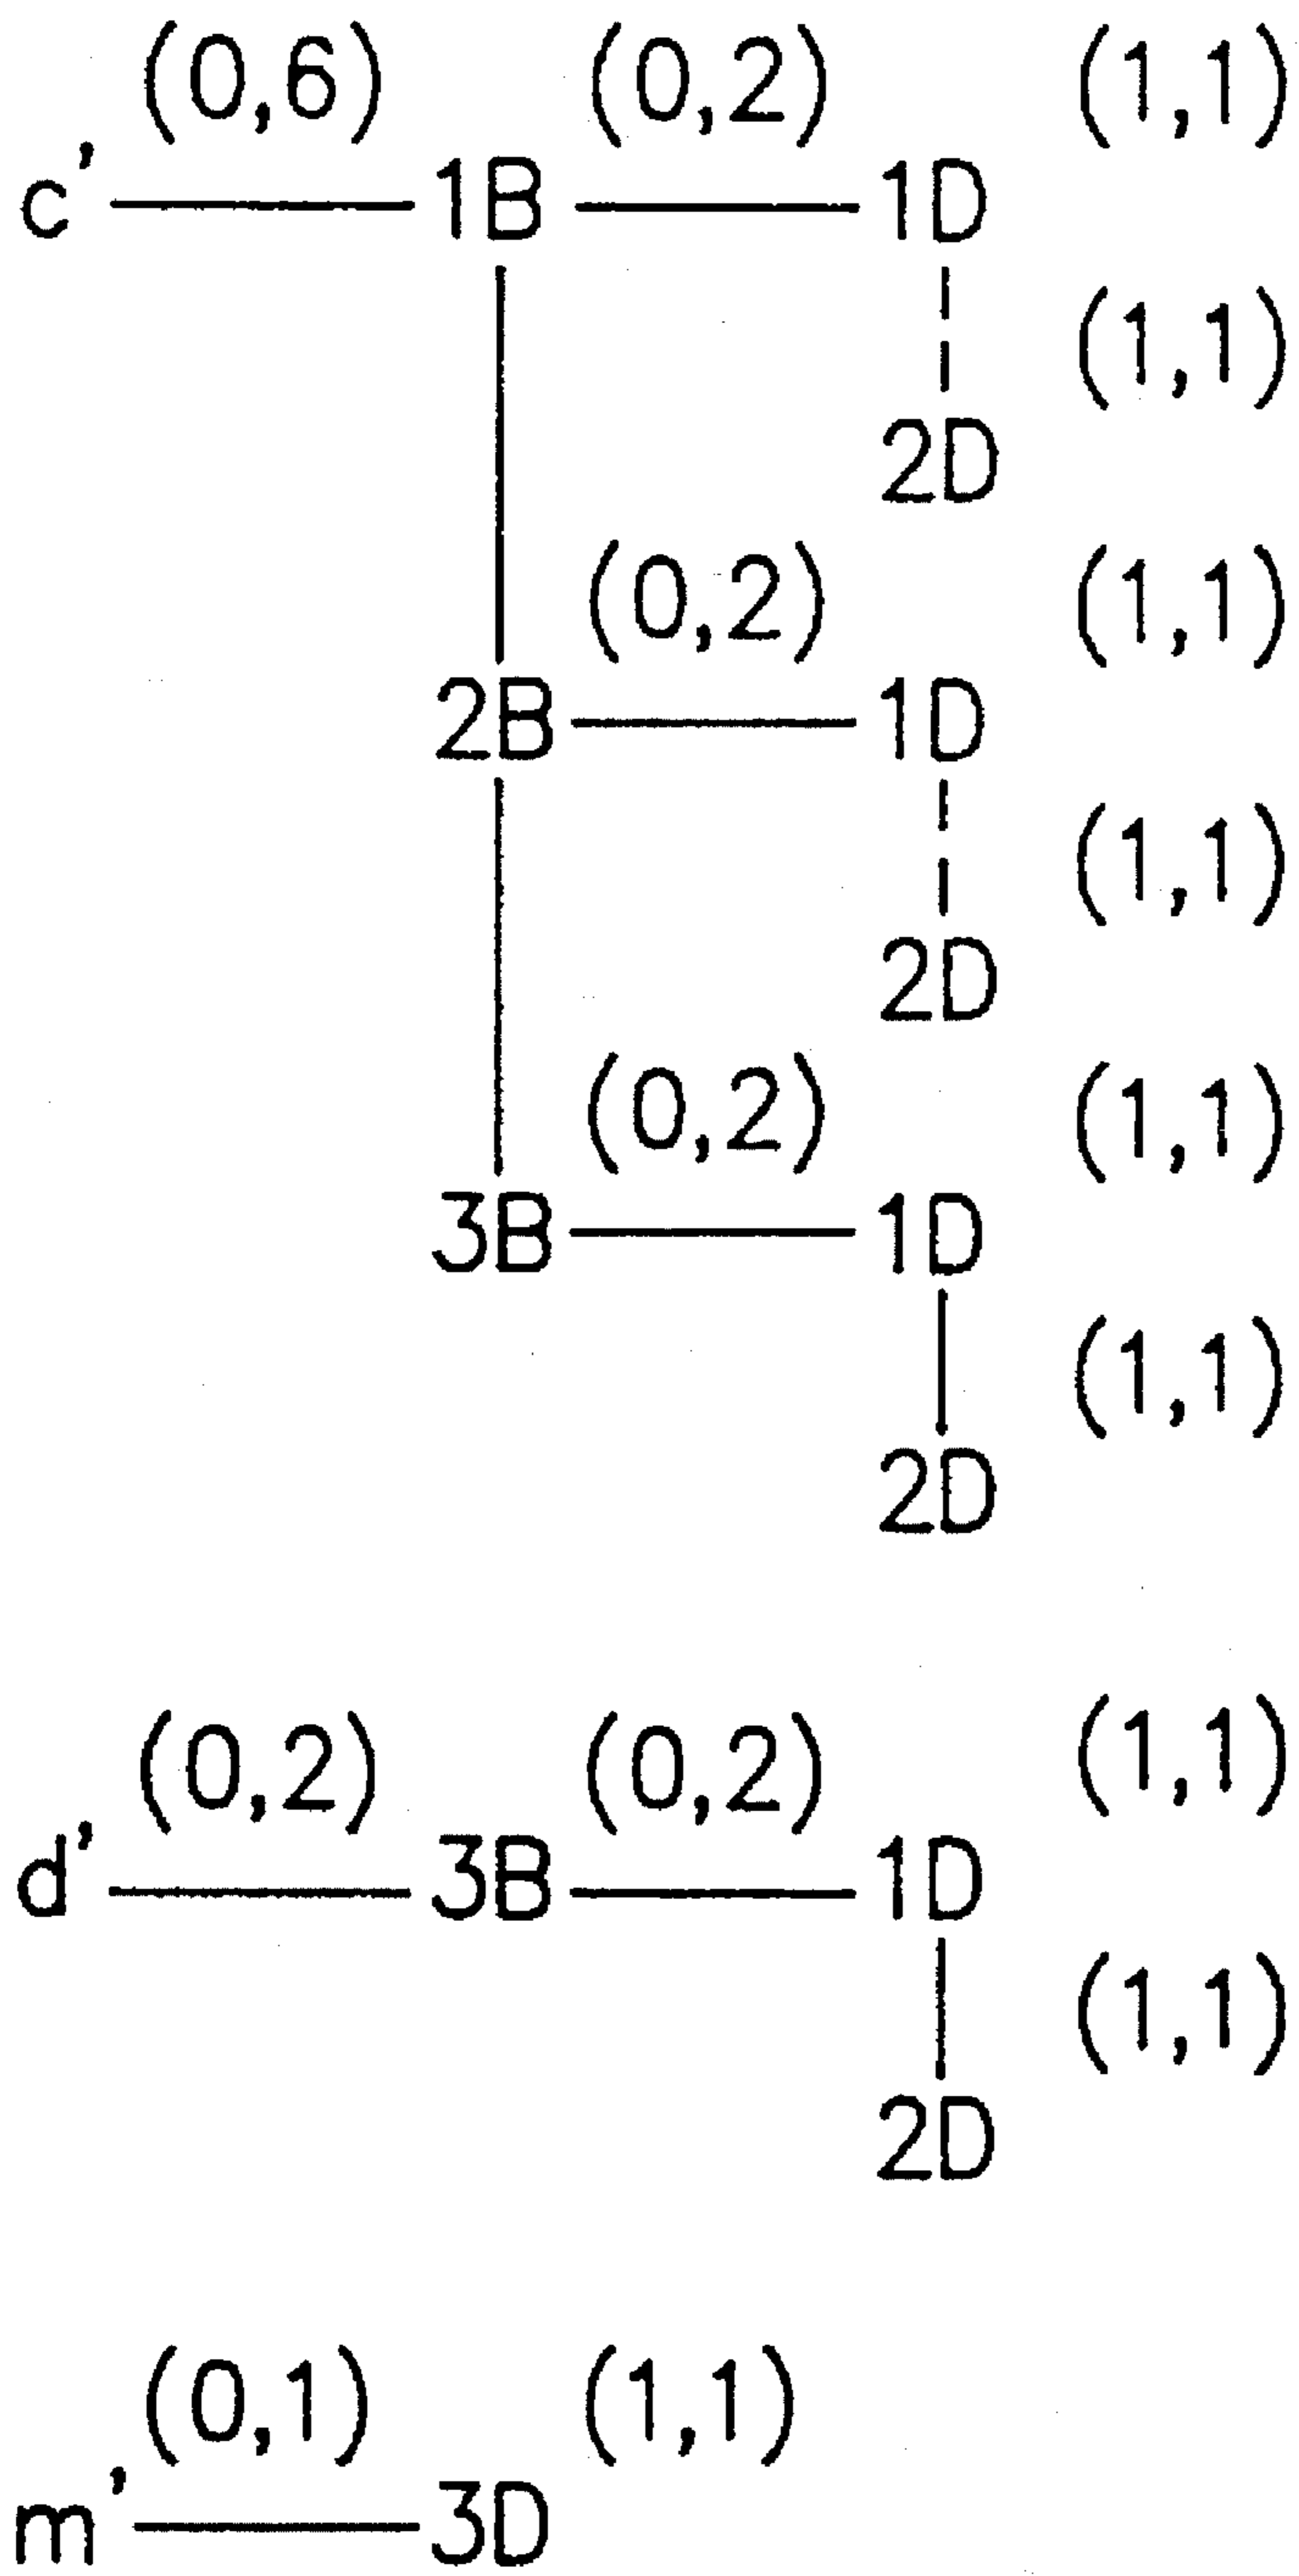 (0,6) (0,2) (1,1)
c' 1B 1D
(1,1)
2D
(0,2) (1,1)
2B 1D
(1,1)
2D
(0,2) (1,1)
3B 1D
(1,1)
2D
(0,2) (0,2) (1,1)
d' 3B 1D
(1,1)
2D
(0,1) (1,1)
m' 3D